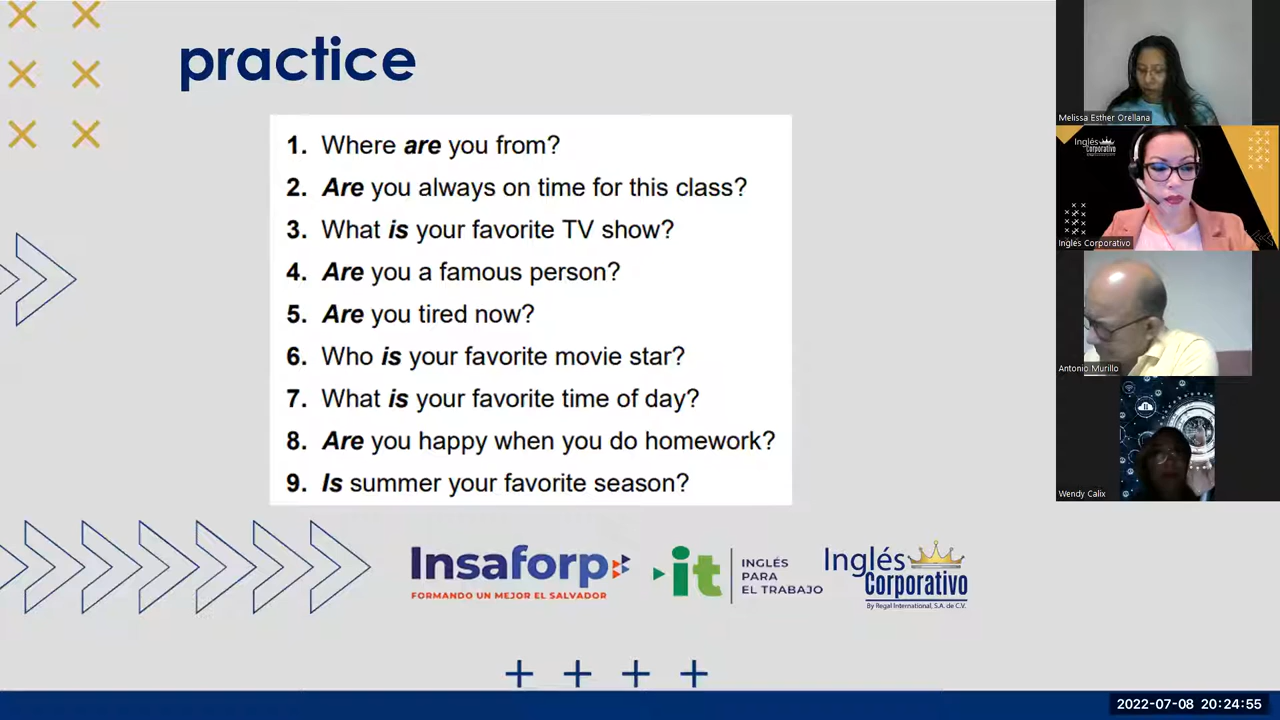 practice
1. Where are you from?
2. Are you always on time for this class?
3. What is your favorite TV show?
4. Are you a famous person?
5. Are you tired now?
6. Who is your favorite movie star?
7. What is your favorite time of day?
8. Are you happy when you do homework?
9. Is summer your favorite season?
Insaforp
FORMANDO UN MEJOR EL SALVADOR
it
INGLÉS
PARA
EL TRABAJO
Inglés
Corporativo
By Regal International, S.A. de C.V.
Melissa Esther Orellana
Inglés
Corporativo
Inglés Corporativo
Antonio Murillo
Wendy Calix
2022-07-08 20:24:55